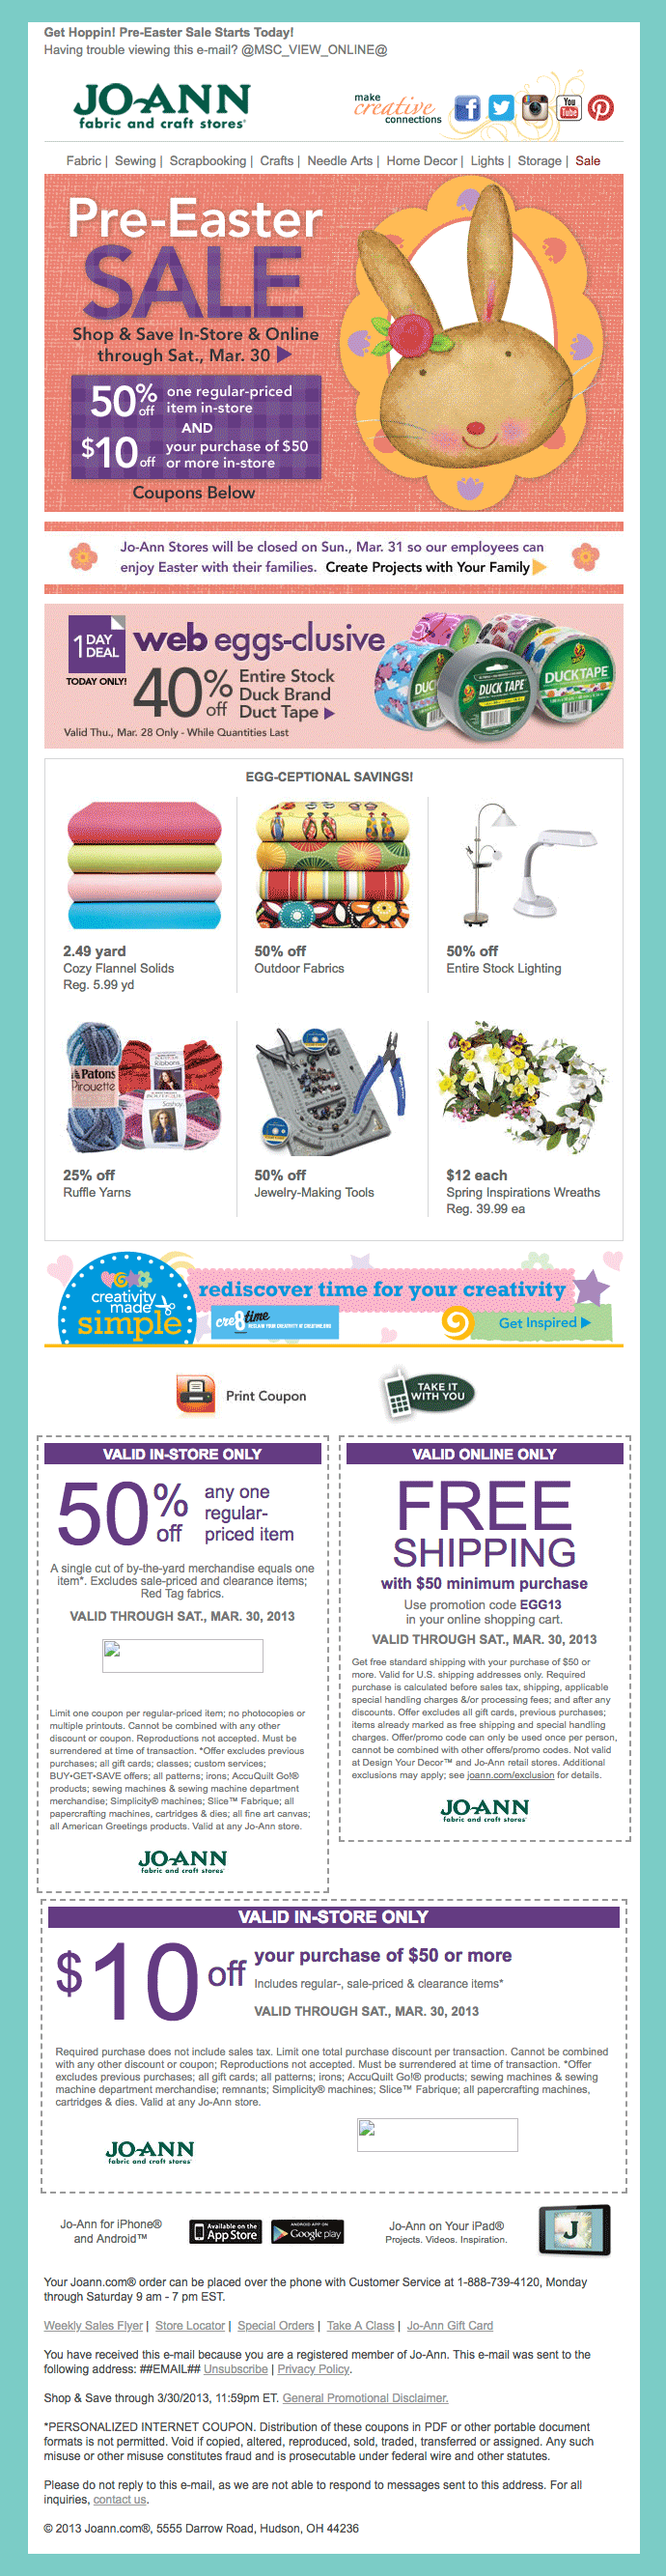 Get Hoppin! Pre-Easter Sale Starts Today!
Having trouble viewing this e-mail? @MSC_VIEW_ONLINE@
JO-ANN
fabric and craft stores®
make
creative
connections
You
Tube
Fabric | Sewing | Scrapbooking | Crafts | Needle Arts | Home Decor | Lights | Storage | Sale
Pre-Easter
SALE
Shop & Save In-Store & Online
through Sat., Mar. 30
50% off one regular-priced
item in-store
AND
$10 off your purchase of $50
or more in-store
Coupons Below
Jo-Ann Stores will be closed on Sun., Mar. 31 so our employees can
enjoy Easter with their families. Create Projects with Your Family
1 DAY
DEAL
TODAY ONLY!
web eggs-clusive
40% off
Entire Stock
Duck Brand
Duct Tape
Valid Thu., Mar. 28 Only - While Quantities Last
DUCK TAPE
DUCK TAPE
EGG-CEPTIONAL SAVINGS!
2.49 yard
Cozy Flannel Solids
Reg. 5.99 yd
50% off
Outdoor Fabrics
50% off
Entire Stock Lighting
Patons
Pirouette
Sashay
25% off
Ruffle Yarns
50% off
Jewelry-Making Tools
$12 each
Spring Inspirations Wreaths
Reg. 39.99 ea
creativity
made
simple
rediscover time for your creativity
cre8time
Get Inspired
Print Coupon
TAKE IT
WITH YOU
VALID IN-STORE ONLY
50% off
any one
regular-
priced item
A single cut of by-the-yard merchandise equals one
item*. Excludes sale-priced and clearance items;
Red Tag fabrics.
VALID THROUGH SAT., MAR. 30, 2013
Limit one coupon per regular-priced item; no photocopies or
multiple printouts. Cannot be combined with any other
discount or coupon. Reproductions not accepted. Must be
surrendered at time of transaction. *Offer excludes previous
purchases; all gift cards; classes; custom services;
BUY•GET•SAVE offers; all patterns; irons; AccuQuilt Go!®
products; sewing machines & sewing machine department
merchandise; Simplicity® machines; Slice™ Fabrique; all
papercrafting machines, cartridges & dies; all fine art canvas;
all American Greetings products. Valid at any Jo-Ann store.
JO-ANN
fabric and craft stores®
VALID ONLINE ONLY
FREE
SHIPPING
with $50 minimum purchase
Use promotion code EGG13
in your online shopping cart.
VALID THROUGH SAT., MAR. 30, 2013
Get free standard shipping with your purchase of $50 or
more. Valid for U.S. shipping addresses only. Required
purchase is calculated before sales tax, shipping, applicable
special handling charges &/or processing fees; and after any
discounts. Offer excludes all gift cards, previous purchases;
items already marked as free shipping and special handling
charges. Offer/promo code can only be used once per person,
cannot be combined with other offers/promo codes. Not valid
at Design Your Decor™ and Jo-Ann retail stores. Additional
exclusions may apply; see joann.com/exclusion for details.
JO-ANN
fabric and craft stores®
VALID IN-STORE ONLY
$10 off
your purchase of $50 or more
Includes regular-, sale-priced & clearance items*
VALID THROUGH SAT., MAR. 30, 2013
Required purchase does not include sales tax. Limit one total purchase discount per transaction. Cannot be combined
with any other discount or coupon; Reproductions not accepted. Must be surrendered at time of transaction. *Offer
excludes previous purchases; all gift cards; all patterns; irons; AccuQuilt Go!® products; sewing machines & sewing
machine department merchandise; remnants; Simplicity® machines; Slice™ Fabrique; all papercrafting machines,
cartridges & dies. Valid at any Jo-Ann store.
JO-ANN
fabric and craft stores®
Jo-Ann for iPhone®
and Android™
Available on the
App Store
ANDROID APP ON
Google play
Jo-Ann on Your iPad®
Projects. Videos. Inspiration.
J
Your Joann.com® order can be placed over the phone with Customer Service at 1-888-739-4120, Monday
through Saturday 9 am - 7 pm EST.
Weekly Sales Flyer | Store Locator | Special Orders | Take A Class | Jo-Ann Gift Card
You have received this e-mail because you are a registered member of Jo-Ann. This e-mail was sent to the
following address: ##EMAIL## Unsubscribe | Privacy Policy.
Shop & Save through 3/30/2013, 11:59pm ET. General Promotional Disclaimer.
*PERSONALIZED INTERNET COUPON. Distribution of these coupons in PDF or other portable document
formats is not permitted. Void if copied, altered, reproduced, sold, traded, transferred or assigned. Any such
misuse or other misuse constitutes fraud and is prosecutable under federal wire and other statutes.
Please do not reply to this e-mail, as we are not able to respond to messages sent to this address. For all
inquiries, contact us.
© 2013 Joann.com®, 5555 Darrow Road, Hudson, OH 44236